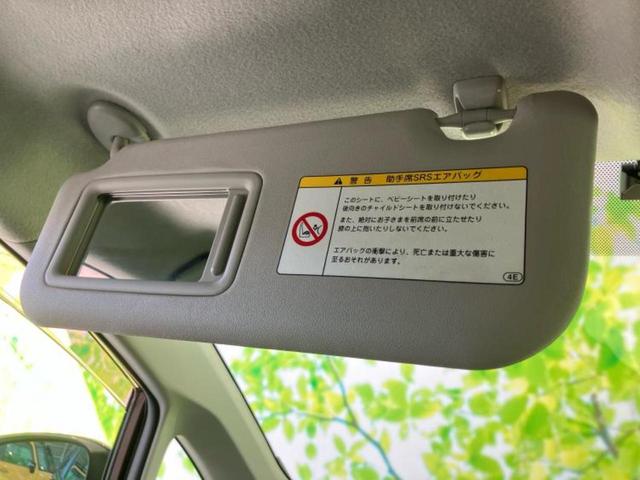 警告 助手席SRSエアバッグ
このシートに、ベビーシートを取り付けたり
後向きのチャイルドシートを取り付けないでください。
また、絶対にお子さまを前席の前に立たせたり
膝の上に抱いたりしないでください。
エアバッグの衝撃により、死亡または重大な傷害に
至るおそれがあります。
4E